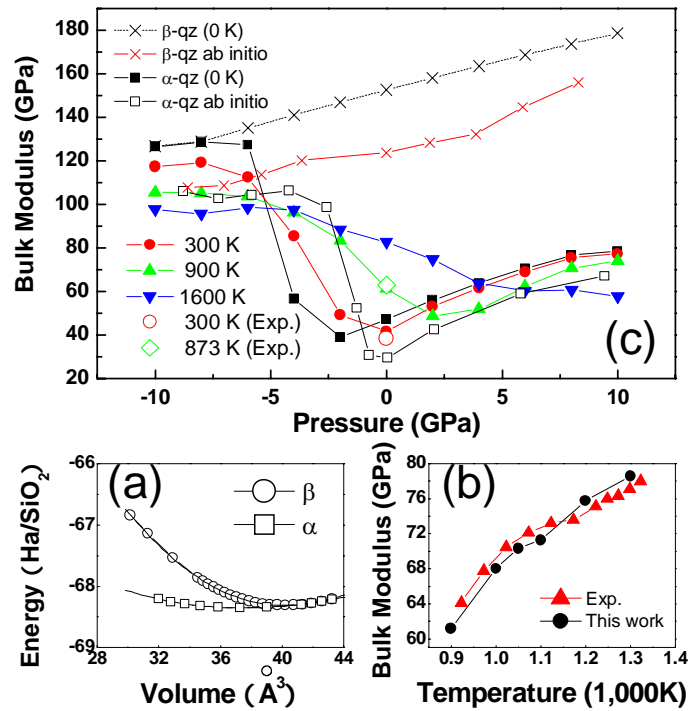 β-qz (0 K)
β-qz ab initio
α-qz (0 K)
α-qz ab initio
180
160
140
120
100
80
60
40
20
Bulk Modulus (GPa)
300 K
900 K
1600 K
300 K (Exp.)
873 K (Exp.)
(c)
-10 -5 0 5 10
Pressure (GPa)
-66
-67
-68
-69
Energy (Ha/SiO2)
(a)
β
α
28 32 36 40 44
Volume (Å3)
80
76
72
68
64
60
Bulk Modulus (GPa)
(b)
Exp.
This work
0.9 1.0 1.1 1.2 1.3
Temperature (1,000K)